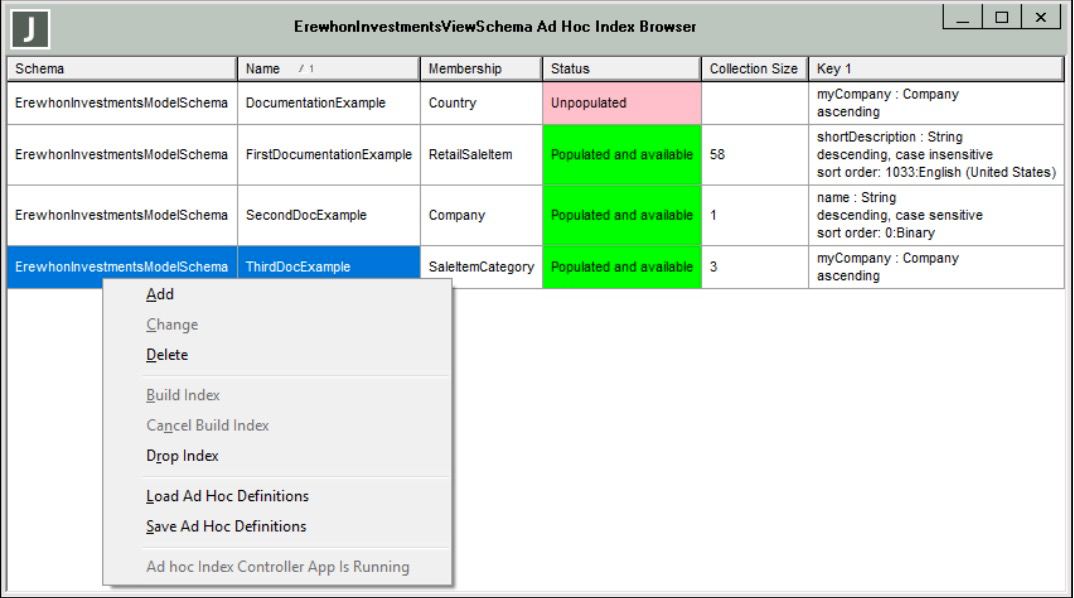 J
ErewhonInvestmentsViewSchema Ad Hoc Index Browser
Schema Name / 1 Membership Status Collection Size Key 1
ErewhonInvestmentsModelSchema DocumentationExample Country Unpopulated myCompany : Company
ascending
ErewhonInvestmentsModelSchema FirstDocumentationExample RetailSaleItem Populated and available 58 shortDescription : String
descending, case insensitive
sort order: 1033:English (United States)
ErewhonInvestmentsModelSchema SecondDocExample Company Populated and available 1 name : String
descending, case sensitive
sort order: 0:Binary
ErewhonInvestmentsModelSchema ThirdDocExample SaleItemCategory Populated and available 3 myCompany : Company
ascending
Add
Change
Delete
Build Index
Cancel Build Index
Drop Index
Load Ad Hoc Definitions
Save Ad Hoc Definitions
Ad hoc Index Controller App Is Running